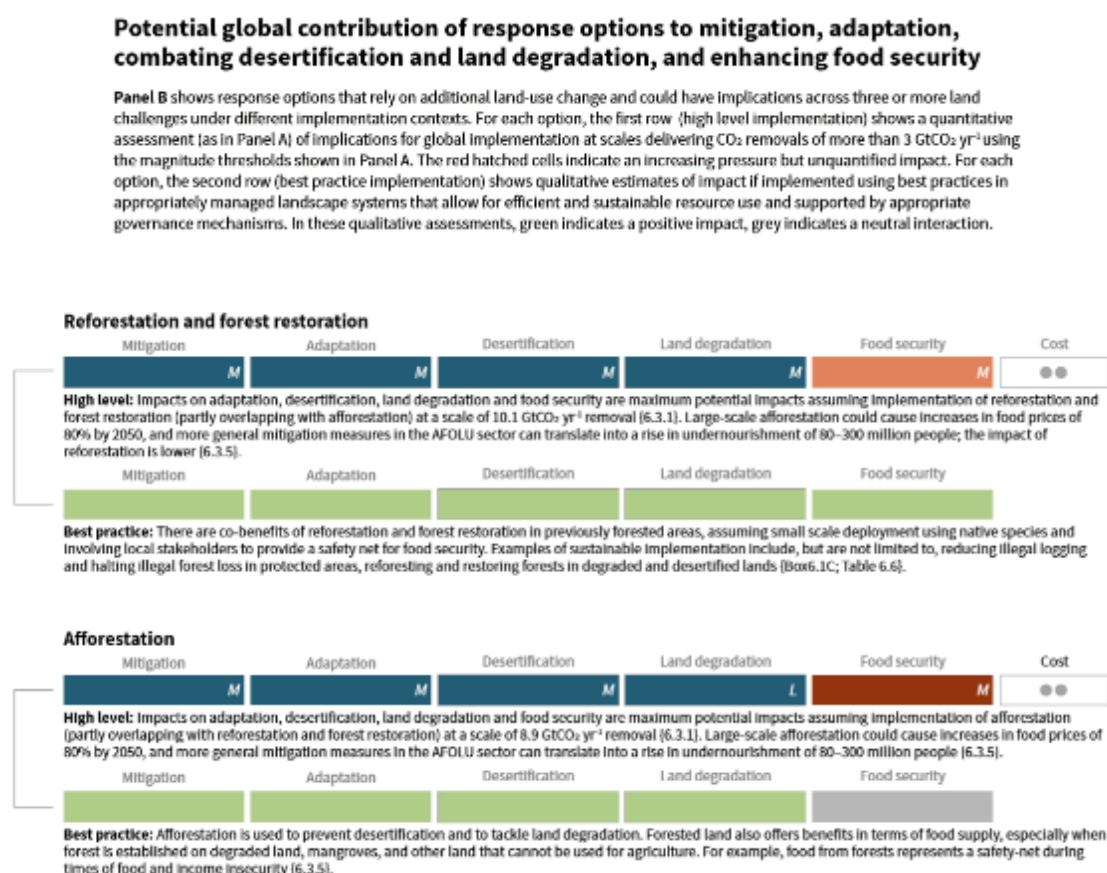 Potential global contribution of response options to mitigation, adaptation,
combating desertification and land degradation, and enhancing food security
Panel B shows response options that rely on additional land-use change and could have implications across three or more land
challenges under different implementation contexts. For each option, the first row (high level implementation) shows a quantitative
assessment (as in Panel A) of implications for global implementation at scales delivering CO₂ removals of more than 3 GtCO₂ yr⁻¹ using
the magnitude thresholds shown in Panel A. The red hatched cells indicate an increasing pressure but unquantified impact. For each
option, the second row (best practice implementation) shows qualitative estimates of impact if implemented using best practices in
appropriately managed landscape systems that allow for efficient and sustainable resource use and supported by appropriate
governance mechanisms. In these qualitative assessments, green indicates a positive impact, grey indicates a neutral interaction.
Reforestation and forest restoration
Mitigation Adaptation Desertification Land degradation Food security Cost
M M M M M
High level: Impacts on adaptation, desertification, land degradation and food security are maximum potential impacts assuming implementation of reforestation and
forest restoration (partly overlapping with afforestation) at a scale of 10.1 GtCO₂ yr⁻¹ removal {6.3.1}. Large-scale afforestation could cause increases in food prices of
80% by 2050, and more general mitigation measures in the AFOLU sector can translate into a rise in undernourishment of 80–300 million people; the impact of
reforestation is lower {6.3.5}.
Mitigation Adaptation Desertification Land degradation Food security
Best practice: There are co-benefits of reforestation and forest restoration in previously forested areas, assuming small scale deployment using native species and
involving local stakeholders to provide a safety net for food security. Examples of sustainable implementation include, but are not limited to, reducing illegal logging
and halting illegal forest loss in protected areas, reforesting and restoring forests in degraded and desertified lands {Box6.1C; Table 6.6}.
Afforestation
Mitigation Adaptation Desertification Land degradation Food security Cost
M M M L M
High level: Impacts on adaptation, desertification, land degradation and food security are maximum potential impacts assuming implementation of afforestation
(partly overlapping with reforestation and forest restoration) at a scale of 8.9 GtCO₂ yr⁻¹ removal {6.3.1}. Large-scale afforestation could cause increases in food prices of
80% by 2050, and more general mitigation measures in the AFOLU sector can translate into a rise in undernourishment of 80–300 million people {6.3.5}.
Mitigation Adaptation Desertification Land degradation Food security
Best practice: Afforestation is used to prevent desertification and to tackle land degradation. Forested land also offers benefits in terms of food supply, especially when
forest is established on degraded land, mangroves, and other land that cannot be used for agriculture. For example, food from forests represents a safety-net during
times of food and income insecurity {6.3.5}.